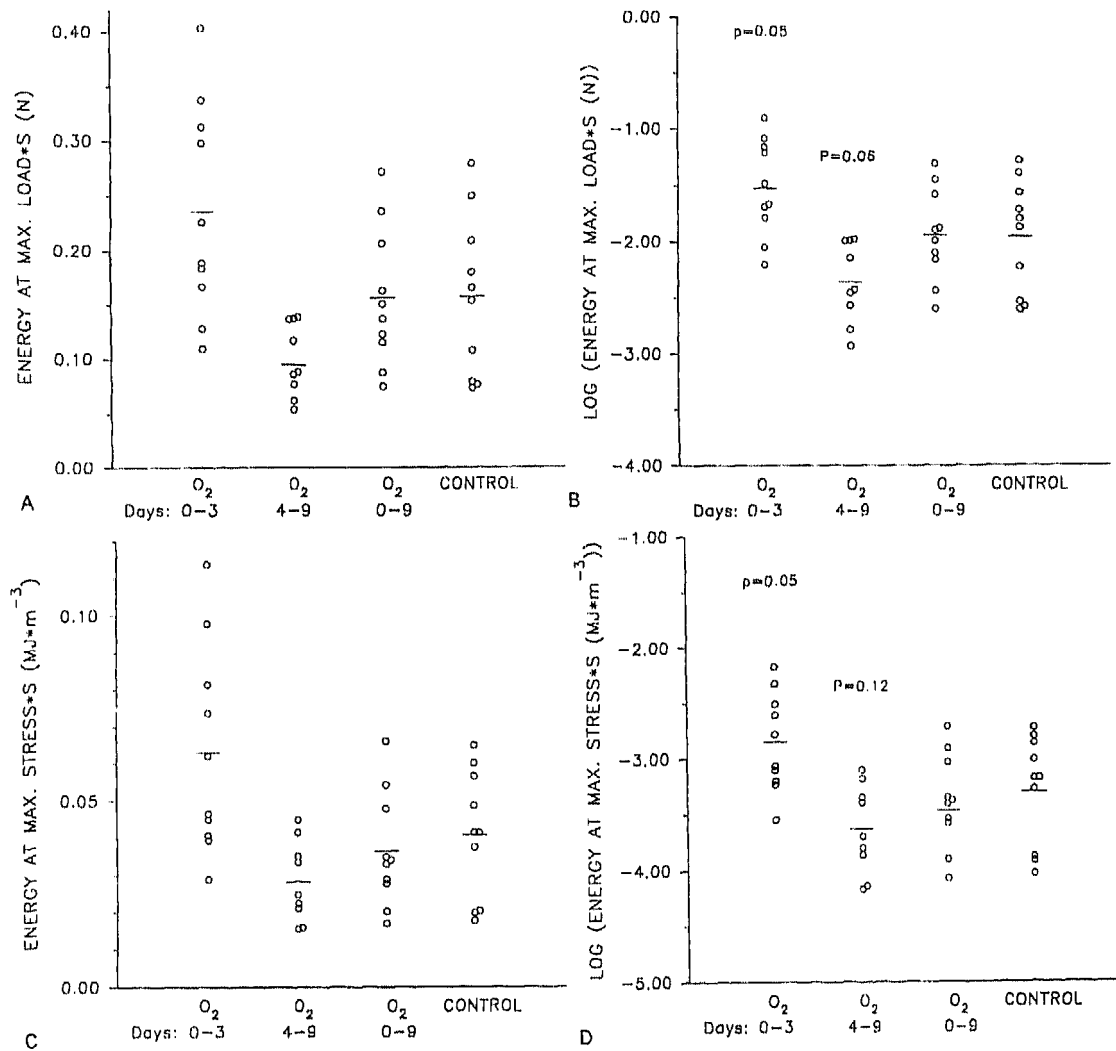 ENERGY AT MAX. LOAD*S (N)
0.40
0.30
0.20
0.10
0.00
A
O2 O2 O2 CONTROL
Days: 0-3 4-9 0-9
LOG (ENERGY AT MAX. LOAD*S (N))
0.00
-1.00
-2.00
-3.00
-4.00
p=0.05
P=0.06
B
O2 O2 O2 CONTROL
Days: 0-3 4-9 0-9
ENERGY AT MAX. STRESS*S (MJ*m-3)
0.10
0.05
0.00
C
O2 O2 O2 CONTROL
Days: 0-3 4-9 0-9
LOG (ENERGY AT MAX. STRESS*S (MJ*m-3))
-1.00
-2.00
-3.00
-4.00
-5.00
p=0.05
P=0.12
D
O2 O2 O2 CONTROL
Days: 0-3 4-9 0-9